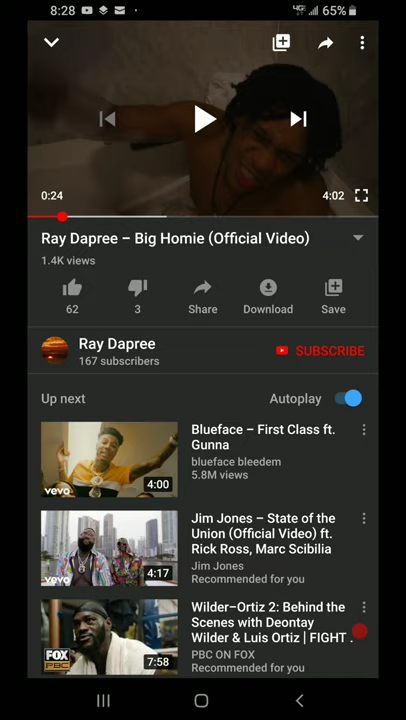 8:28
65%
0:24
4:02
Ray Dapree – Big Homie (Official Video)
1.4K views
62
3
Share
Download
Save
Ray Dapree
167 subscribers
SUBSCRIBE
Up next
Autoplay
Blueface – First Class ft.
Gunna
blueface bleedem
5.8M views
vevo
4:00
Jim Jones – State of the
Union (Official Video) ft.
Rick Ross, Marc Scibilia
Jim Jones
Recommended for you
vevo
4:17
Wilder–Ortiz 2: Behind the
Scenes with Deontay
Wilder & Luis Ortiz | FIGHT .
PBC ON FOX
Recommended for you
FOX
PBC
7:58